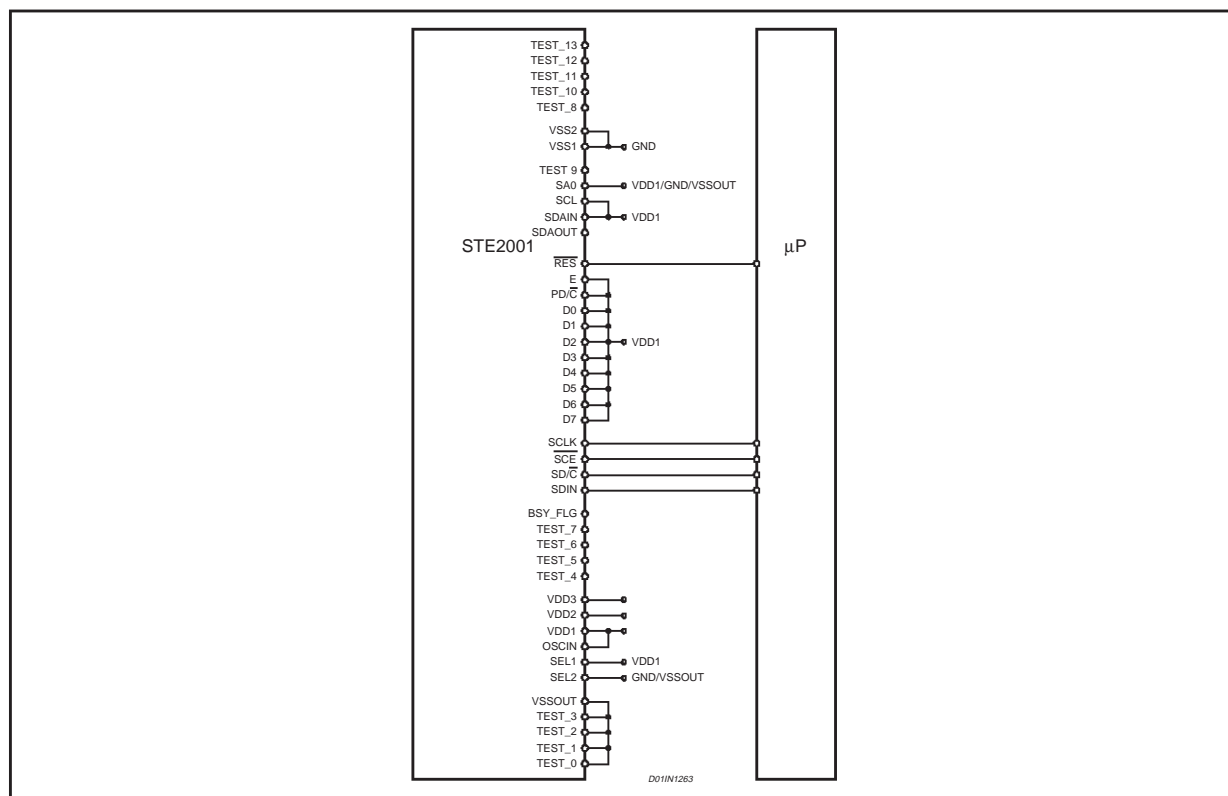 TEST_13
TEST_12
TEST_11
TEST_10
TEST_8
VSS2
VSS1
GND
TEST 9
SA0
VDD1/GND/VSSOUT
SCL
SDAIN
VDD1
SDAOUT
STE2001
μP
R̅E̅S̅
E
PD/C̅
D0
D1
D2
VDD1
D3
D4
D5
D6
D7
SCLK
S̅C̅E̅
SD/C̅
SDIN
BSY_FLG
TEST_7
TEST_6
TEST_5
TEST_4
VDD3
VDD2
VDD1
OSCIN
SEL1
VDD1
SEL2
GND/VSSOUT
VSSOUT
TEST_3
TEST_2
TEST_1
TEST_0
D01IN1263